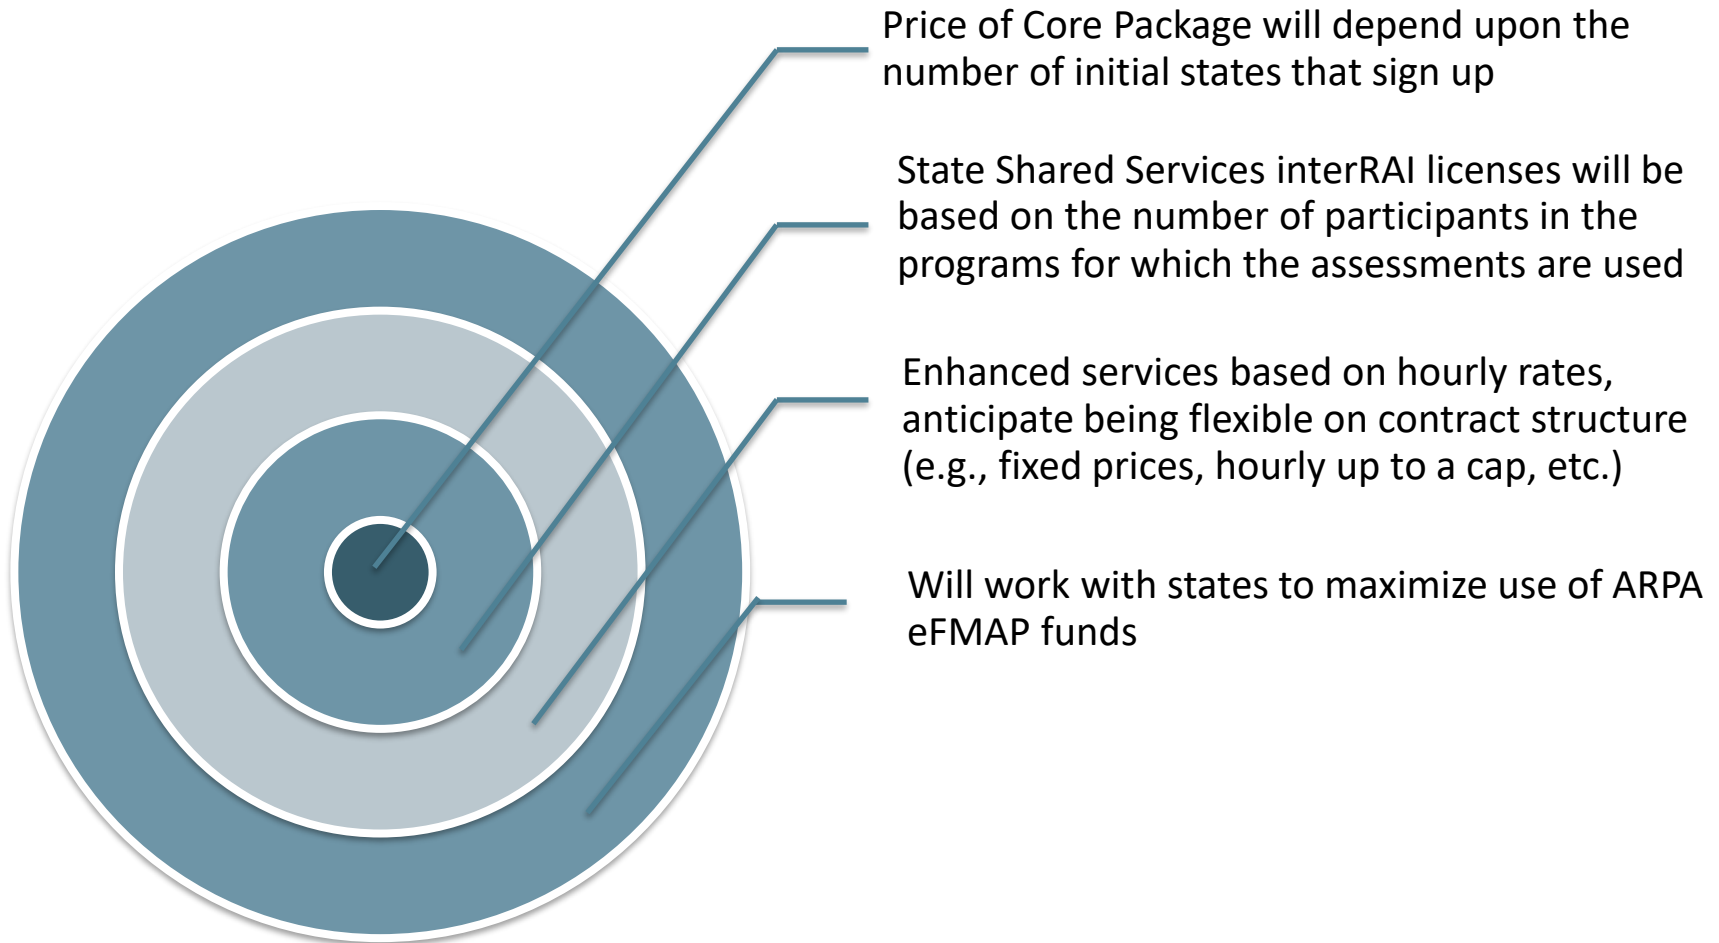 Price of Core Package will depend upon the
number of initial states that sign up
State Shared Services interRAI licenses will be
based on the number of participants in the
programs for which the assessments are used
Enhanced services based on hourly rates,
anticipate being flexible on contract structure
(e.g., fixed prices, hourly up to a cap, etc.)
Will work with states to maximize use of ARPA
eFMAP funds